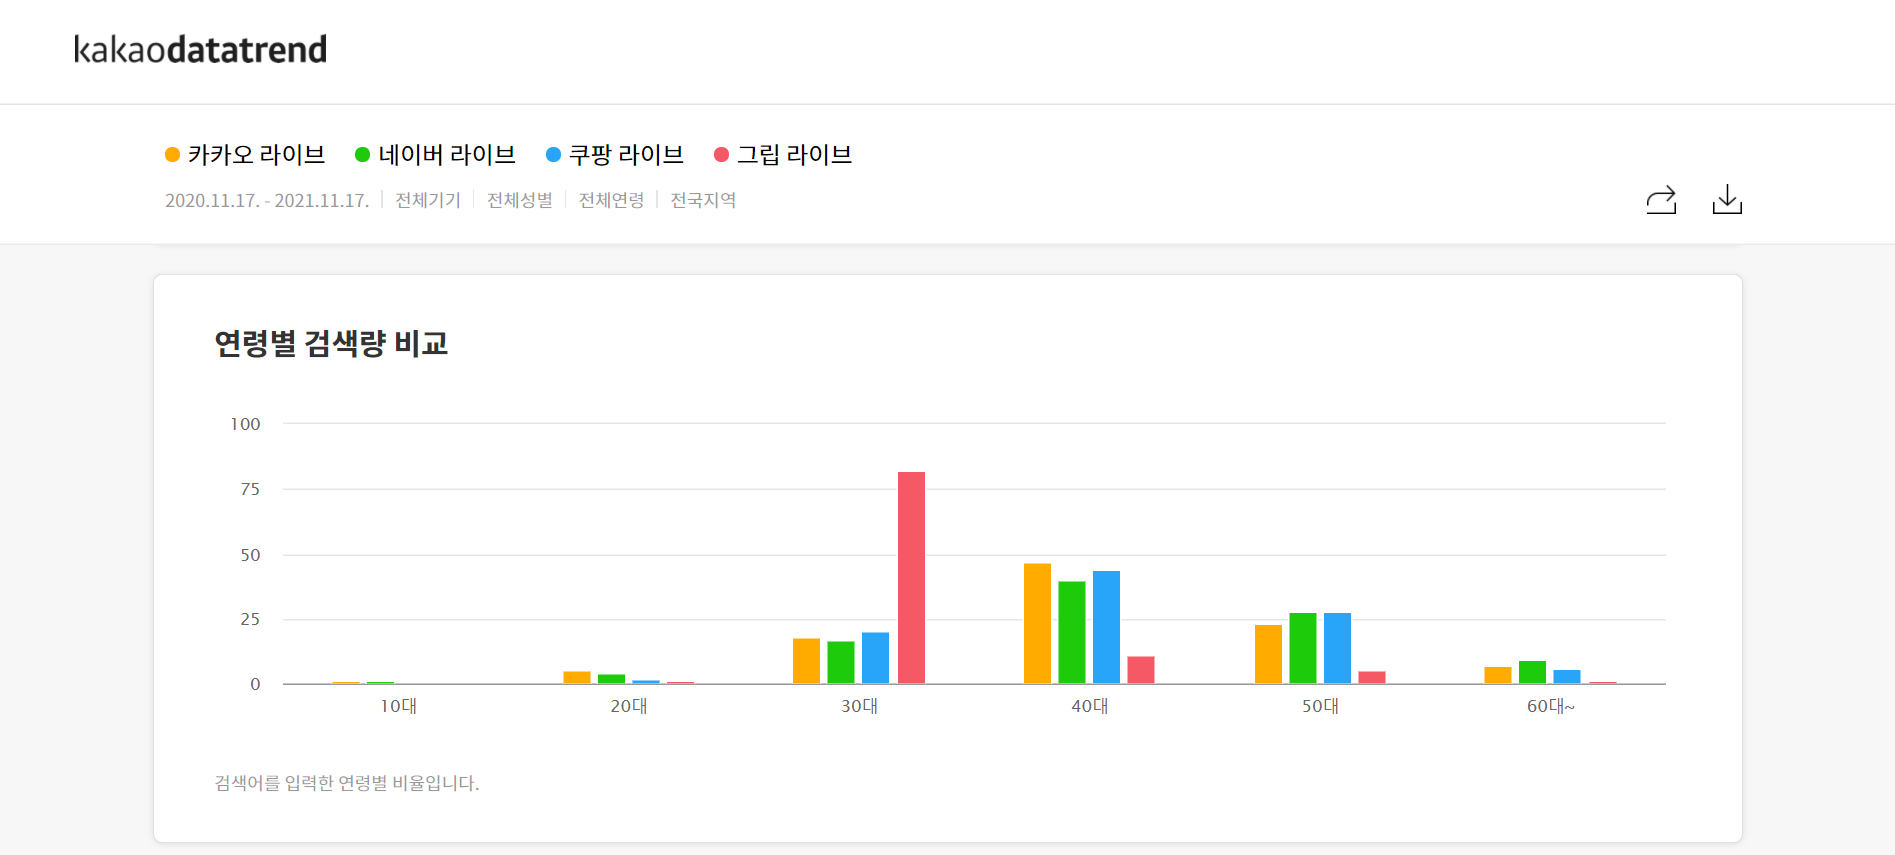 kakaodatatrend
카카오 라이브 네이버 라이브 쿠팡 라이브 그립 라이브
2020.11.17. - 2021.11.17. 전체기기 전체성별 전체연령 전국지역
연령별 검색량 비교
100
75
50
25
0
10대 20대 30대 40대 50대 60대~
검색어를 입력한 연령별 비율입니다.